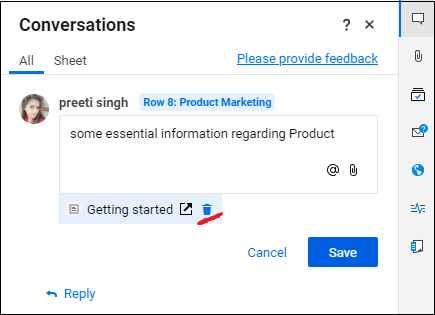 Conversations
?
All Sheet Please provide feedback
preeti singh Row 8: Product Marketing
some essential information regarding Product
@
Getting started
Cancel Save
Reply